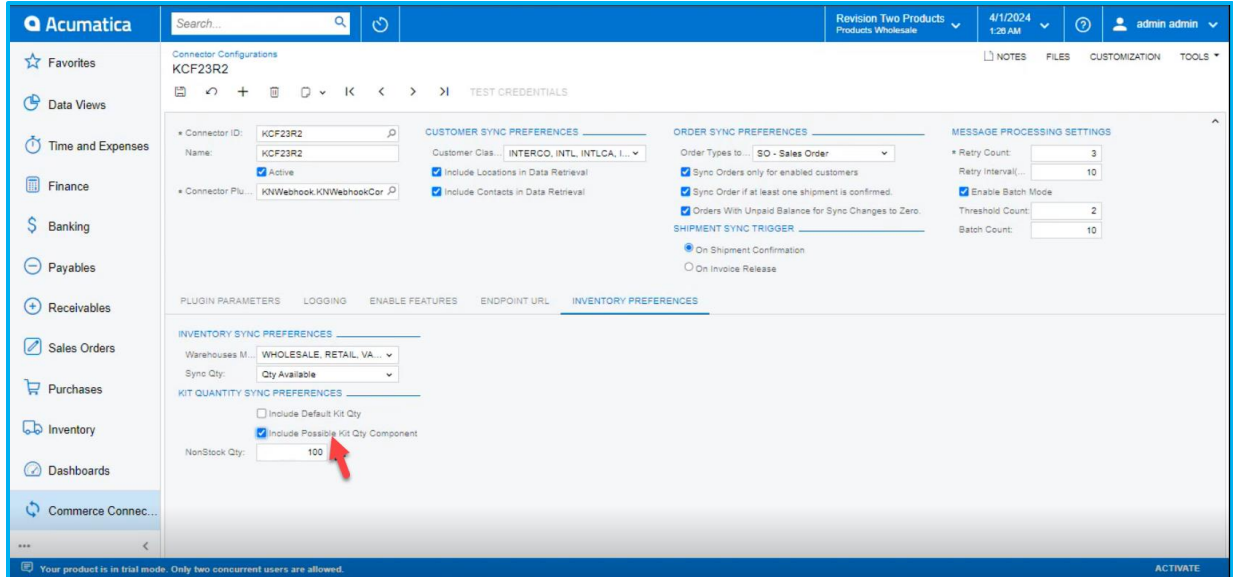 Acumatica
Search...
Revision Two Products
Products Wholesale
4/1/2024
1:26 AM
admin admin
Favorites
Data Views
Time and Expenses
Finance
Banking
Payables
Receivables
Sales Orders
Purchases
Inventory
Dashboards
Commerce Connec...
Connector Configurations
KCF23R2
NOTES FILES CUSTOMIZATION TOOLS
TEST CREDENTIALS
* Connector ID: KCF23R2
Name: KCF23R2
Active
* Connector Plu... KNWebhook.KNWebhookCor
CUSTOMER SYNC PREFERENCES
Customer Clas... INTERCO, INTL, INTLCA, I...
Include Locations in Data Retrieval
Include Contacts in Data Retrieval
ORDER SYNC PREFERENCES
Order Types to... SO - Sales Order
Sync Orders only for enabled customers
Sync Order if at least one shipment is confirmed.
Orders With Unpaid Balance for Sync Changes to Zero.
SHIPMENT SYNC TRIGGER
On Shipment Confirmation
On Invoice Release
MESSAGE PROCESSING SETTINGS
* Retry Count: 3
Retry Interval(... 10
Enable Batch Mode
Threshold Count: 2
Batch Count: 10
PLUGIN PARAMETERS LOGGING ENABLE FEATURES ENDPOINT URL INVENTORY PREFERENCES
INVENTORY SYNC PREFERENCES
Warehouses M... WHOLESALE, RETAIL, VA...
Sync Qty: Qty Available
KIT QUANTITY SYNC PREFERENCES
Include Default Kit Qty
Include Possible Kit Qty Component
NonStock Qty: 100
Your product is in trial mode. Only two concurrent users are allowed.
ACTIVATE